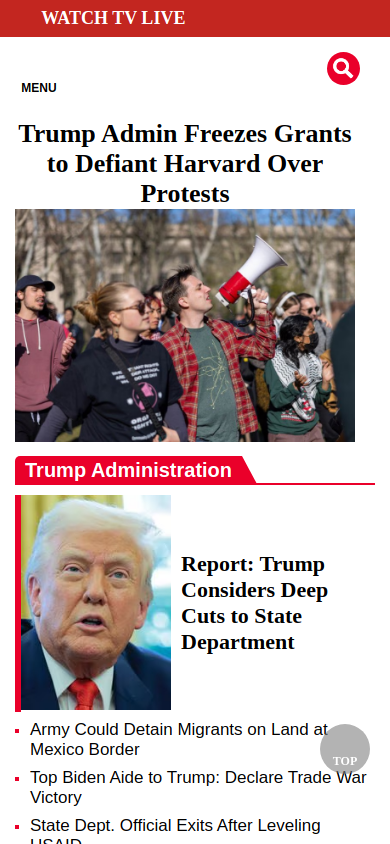 WATCH TV LIVE
MENU
Trump Admin Freezes Grants
to Defiant Harvard Over
Protests
Trump Administration
Report: Trump
Considers Deep
Cuts to State
Department
Army Could Detain Migrants on Land at
Mexico Border
TOP
Top Biden Aide to Trump: Declare Trade War
Victory
State Dept. Official Exits After Leveling
USAID